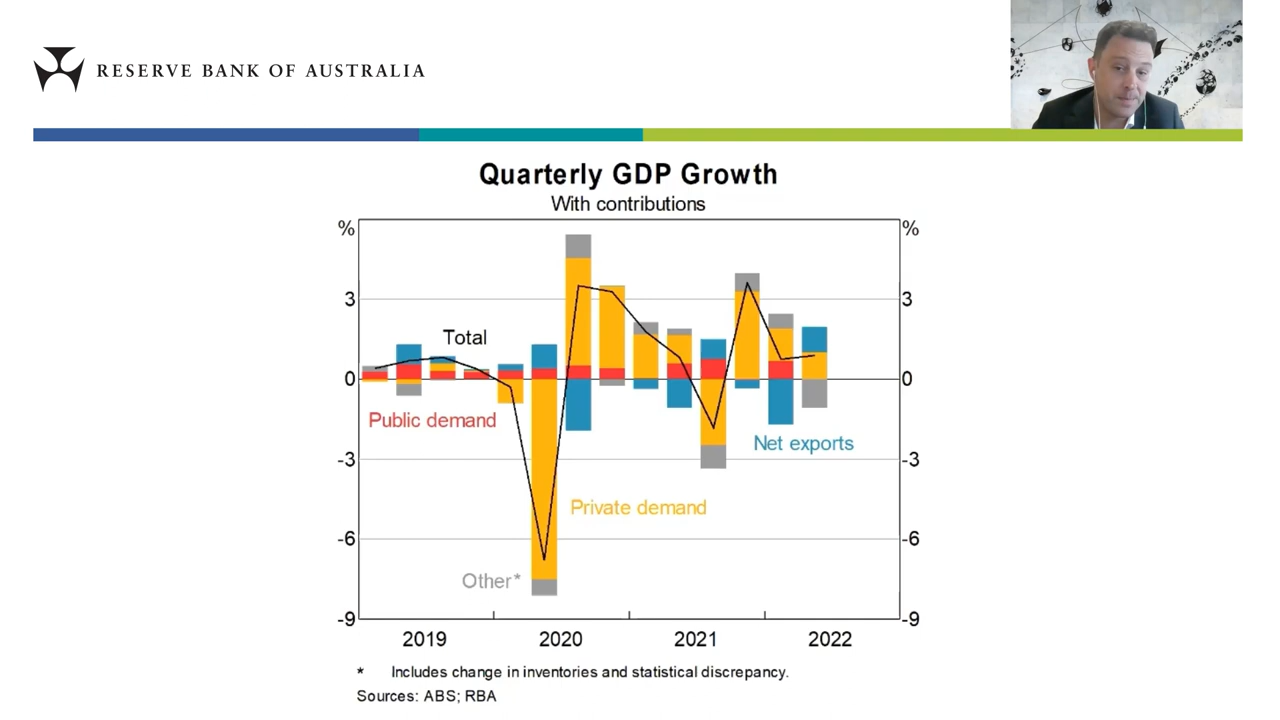 RESERVE BANK OF AUSTRALIA
Quarterly GDP Growth
With contributions
% %
3 3
Total
0 0
Public demand
Net exports
-3 -3
Private demand
-6 -6
Other*
-9 -9
2019 2020 2021 2022
* Includes change in inventories and statistical discrepancy.
Sources: ABS; RBA